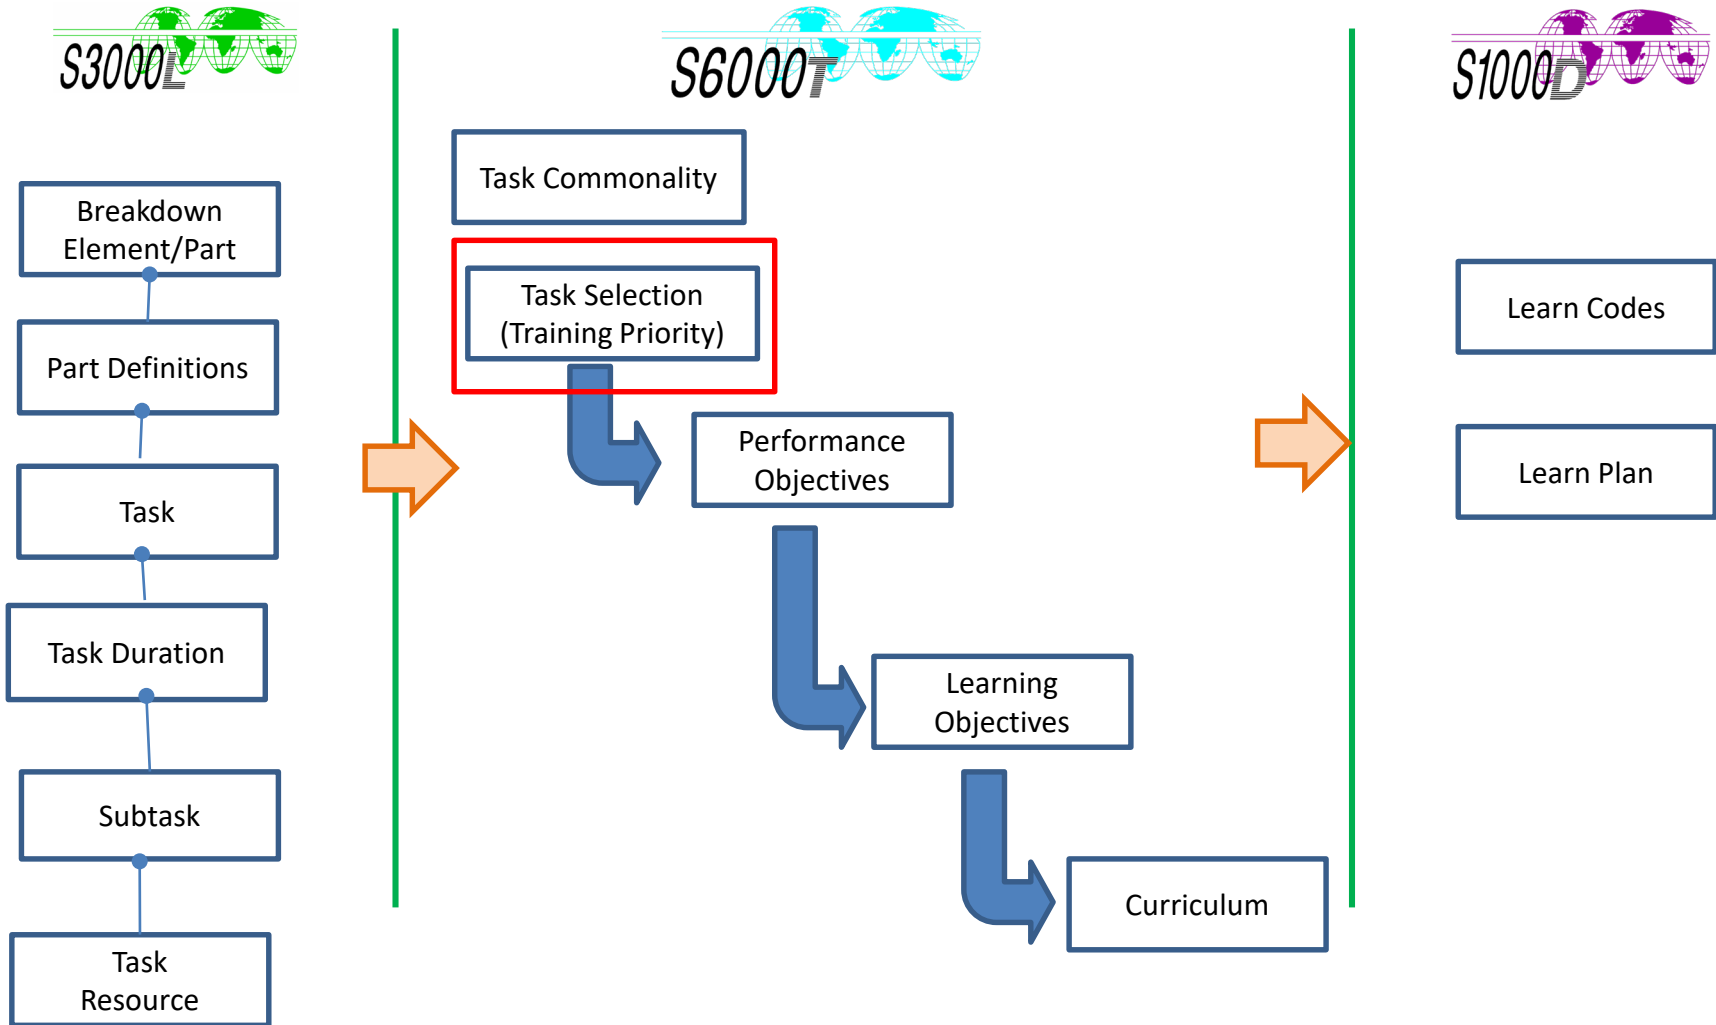 S3000L
S6000T
S1000D
Breakdown
Element/Part
Part Definitions
Task
Task Duration
Subtask
Task
Resource
Task Commonality
Task Selection
(Training Priority)
Performance
Objectives
Learning
Objectives
Curriculum
Learn Codes
Learn Plan